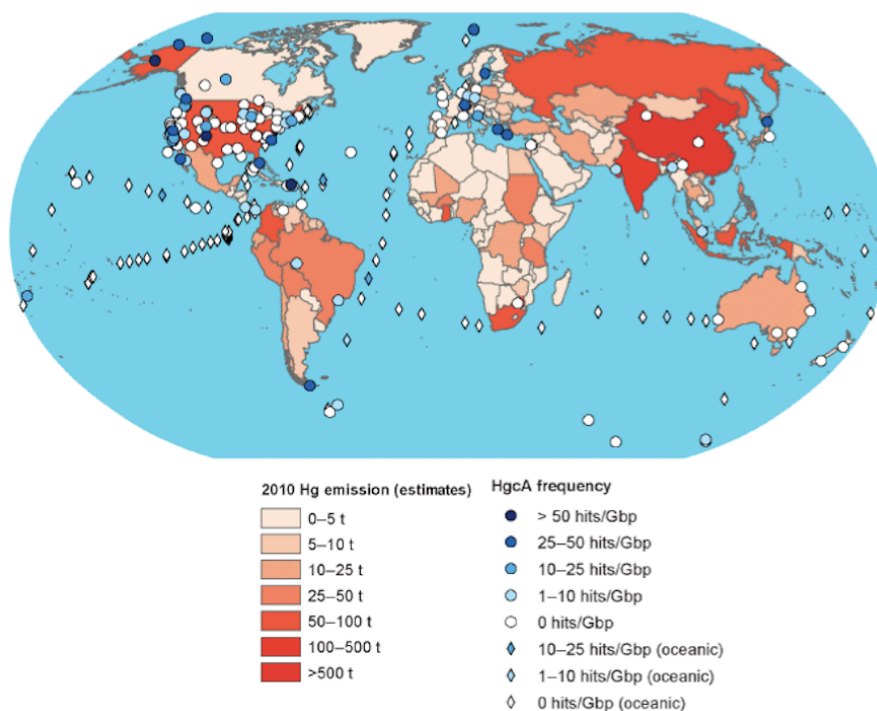 2010 Hg emission (estimates)
0–5 t
5–10 t
10–25 t
25–50 t
50–100 t
100–500 t
>500 t
HgcA frequency
> 50 hits/Gbp
25–50 hits/Gbp
10–25 hits/Gbp
1–10 hits/Gbp
0 hits/Gbp
10–25 hits/Gbp (oceanic)
1–10 hits/Gbp (oceanic)
0 hits/Gbp (oceanic)